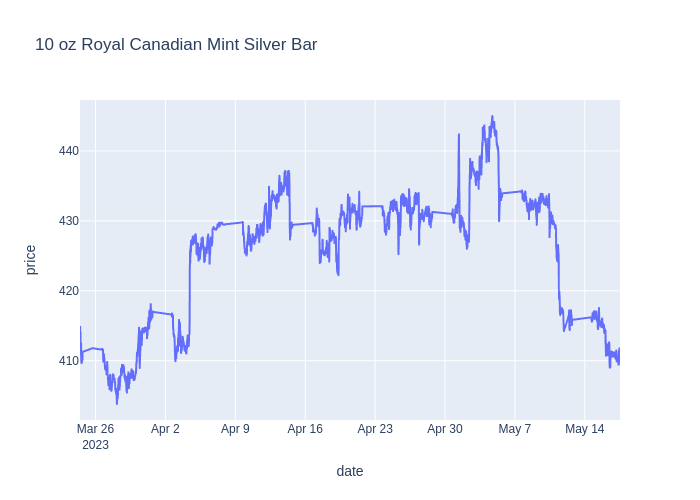 10 oz Royal Canadian Mint Silver Bar
price
440
430
420
410
Mar 26
2023
Apr 2
Apr 9
Apr 16
Apr 23
Apr 30
May 7
May 14
date